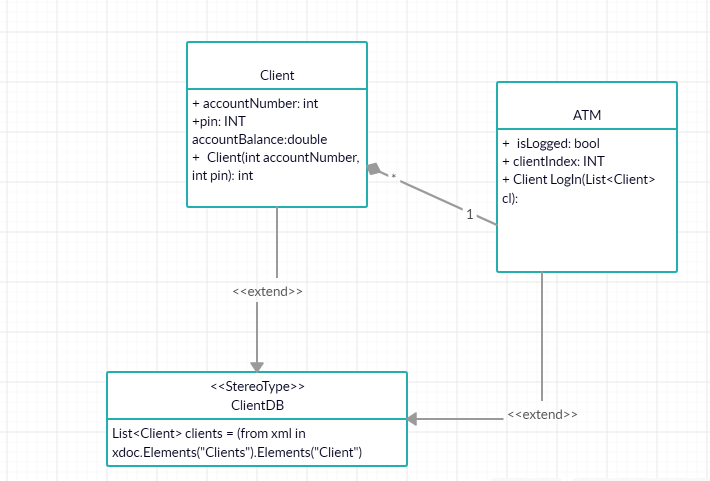 Client
+ accountNumber: int
+pin: INT
accountBalance:double
+ Client(int accountNumber,
int pin): int
ATM
+ isLogged: bool
+ clientIndex: INT
+ Client LogIn(List<Client>
cl):
*
1
<<extend>>
<<StereoType>>
ClientDB
List<Client> clients = (from xml in
xdoc.Elements("Clients").Elements("Client")
<<extend>>